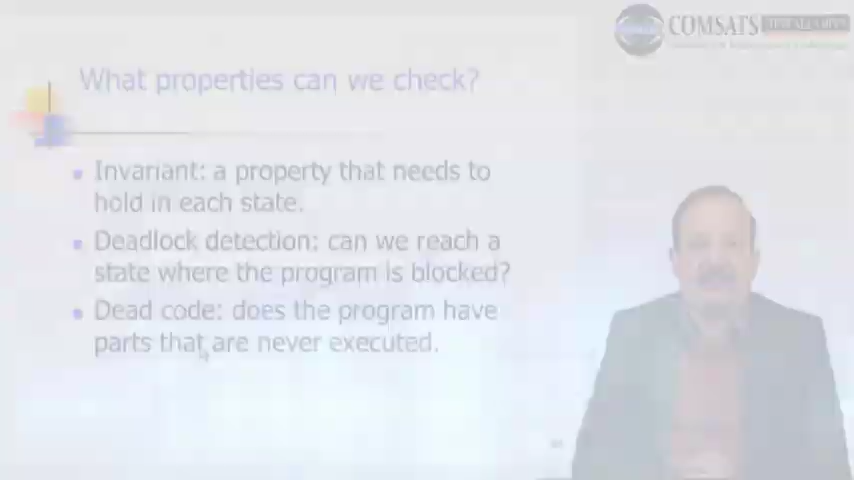 COMSATS
What properties can we check?
Invariant: a property that needs to
hold in each state.
Deadlock detection: can we reach a
state where the program is blocked?
Dead code: does the program have
parts that are never executed.